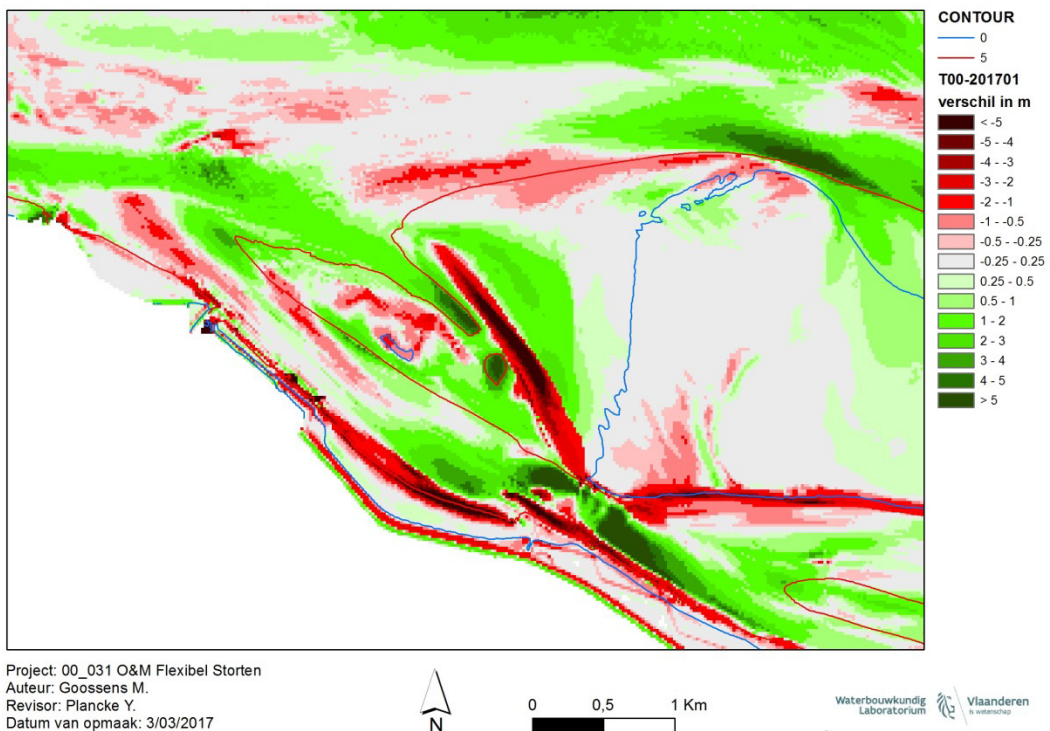 CONTOUR
0
5
T00-201701
verschil in m
< -5
-5 - -4
-4 - -3
-3 - -2
-2 - -1
-1 - -0.5
-0.5 - -0.25
-0.25 - 0.25
0.25 - 0.5
0.5 - 1
1 - 2
2 - 3
3 - 4
4 - 5
> 5
Project: 00_031 O&M Flexibel Storten
Auteur: Goossens M.
Revisor: Plancke Y.
Datum van opmaak: 3/03/2017
N
0 0,5 1 Km
Waterbouwkundig
Laboratorium
Vlaanderen
is wetenschap